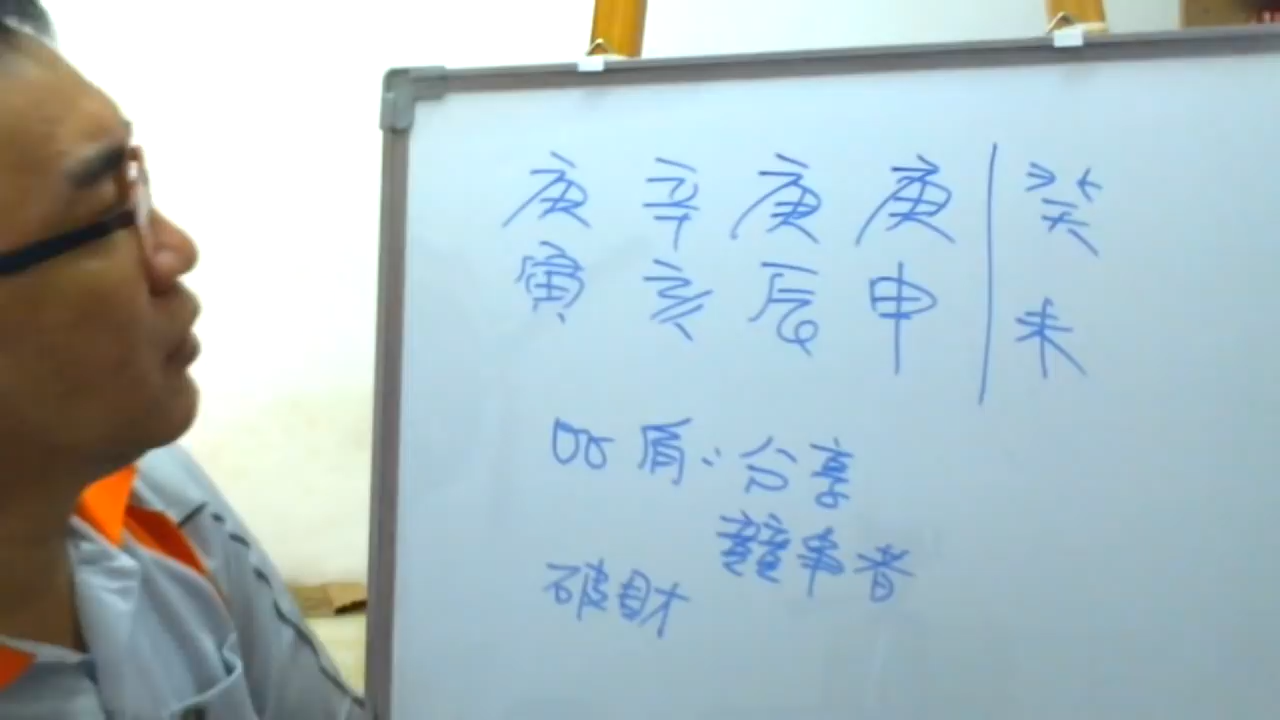 庚 辛 庚 庚 癸
寅 亥 辰 申 未
比肩:分享
競爭者
破財